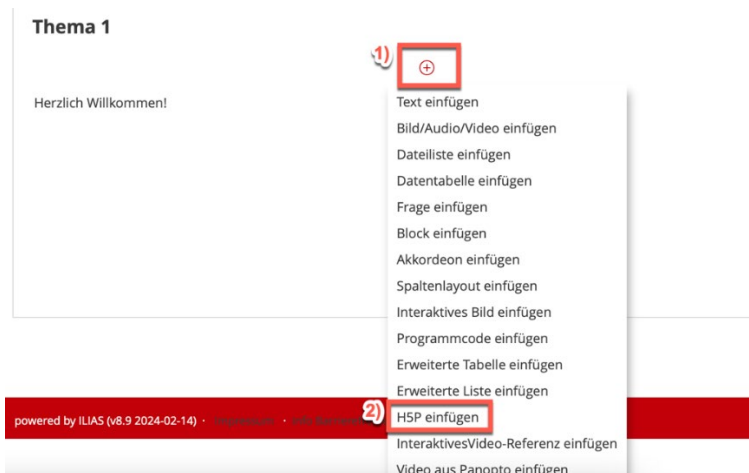 Thema 1
1)
Herzlich Willkommen!
Text einfügen
Bild/Audio/Video einfügen
Dateiliste einfügen
Datentabelle einfügen
Frage einfügen
Block einfügen
Akkordeon einfügen
Spaltenlayout einfügen
Interaktives Bild einfügen
Programmcode einfügen
Erweiterte Tabelle einfügen
Erweiterte Liste einfügen
powered by ILIAS (v8.9 2024-02-14) ·
2) H5P einfügen
InteraktivesVideo-Referenz einfügen
Video aus Panopto einfügen